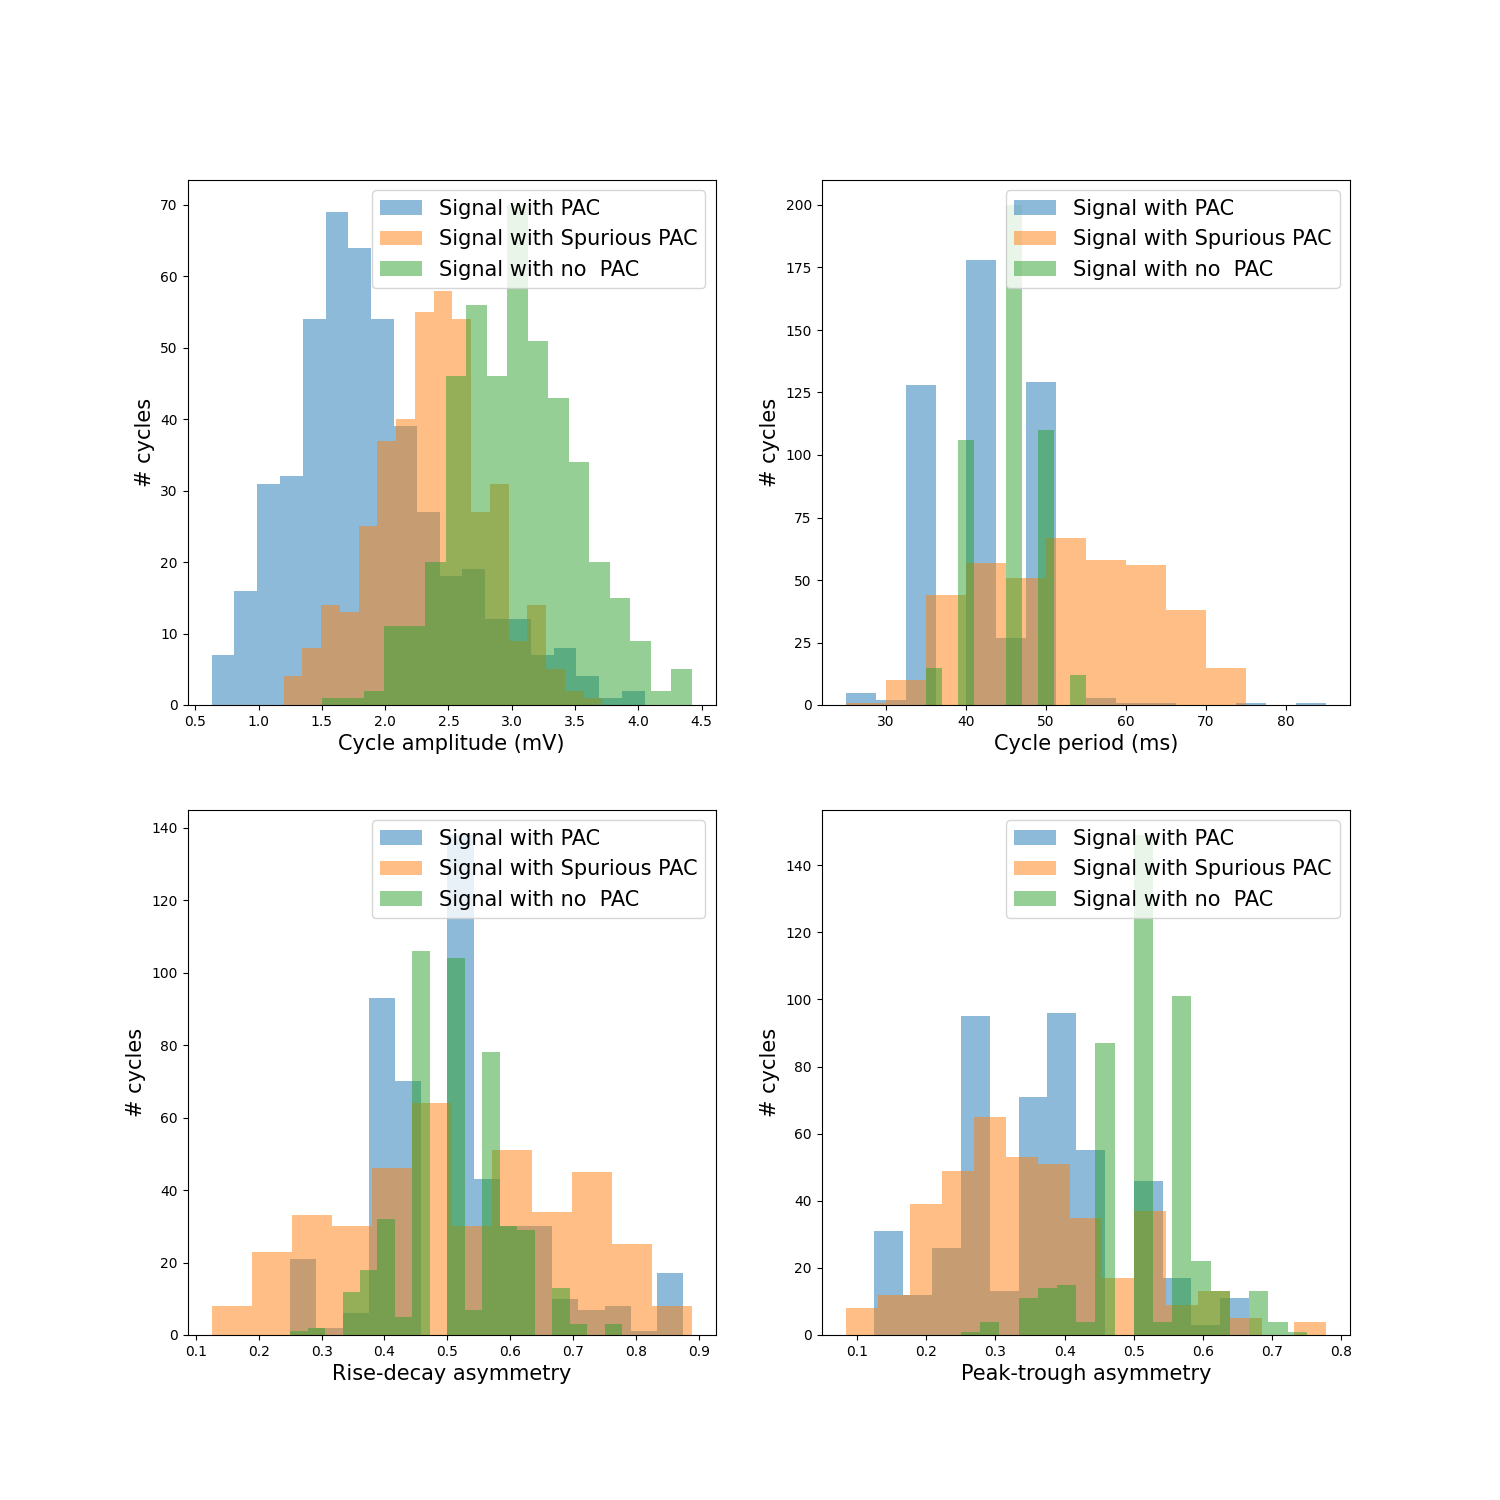 70
60
50
40
30
20
10
0
# cycles
Signal with PAC
Signal with Spurious PAC
Signal with no  PAC
0.5 1.0 1.5 2.0 2.5 3.0 3.5 4.0 4.5
Cycle amplitude (mV)
200
175
150
125
100
75
50
25
0
# cycles
Signal with PAC
Signal with Spurious PAC
Signal with no  PAC
30 40 50 60 70 80
Cycle period (ms)
140
120
100
80
60
40
20
0
# cycles
Signal with PAC
Signal with Spurious PAC
Signal with no  PAC
0.1 0.2 0.3 0.4 0.5 0.6 0.7 0.8 0.9
Rise-decay asymmetry
140
120
100
80
60
40
20
0
# cycles
Signal with PAC
Signal with Spurious PAC
Signal with no  PAC
0.1 0.2 0.3 0.4 0.5 0.6 0.7 0.8
Peak-trough asymmetry